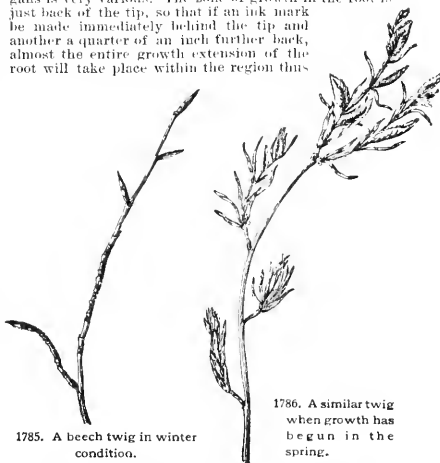 gans is very various. The zone of growth in the root is
just back of the tip, so that if an ink mark
be made immediately behind the tip and
another a quarter of an inch further back,
almost the entire growth extension of the
root will take place within the region thus
1785. A beech twig in winter
condition.
1786. A similar twig
when growth has
begun in the
spring.